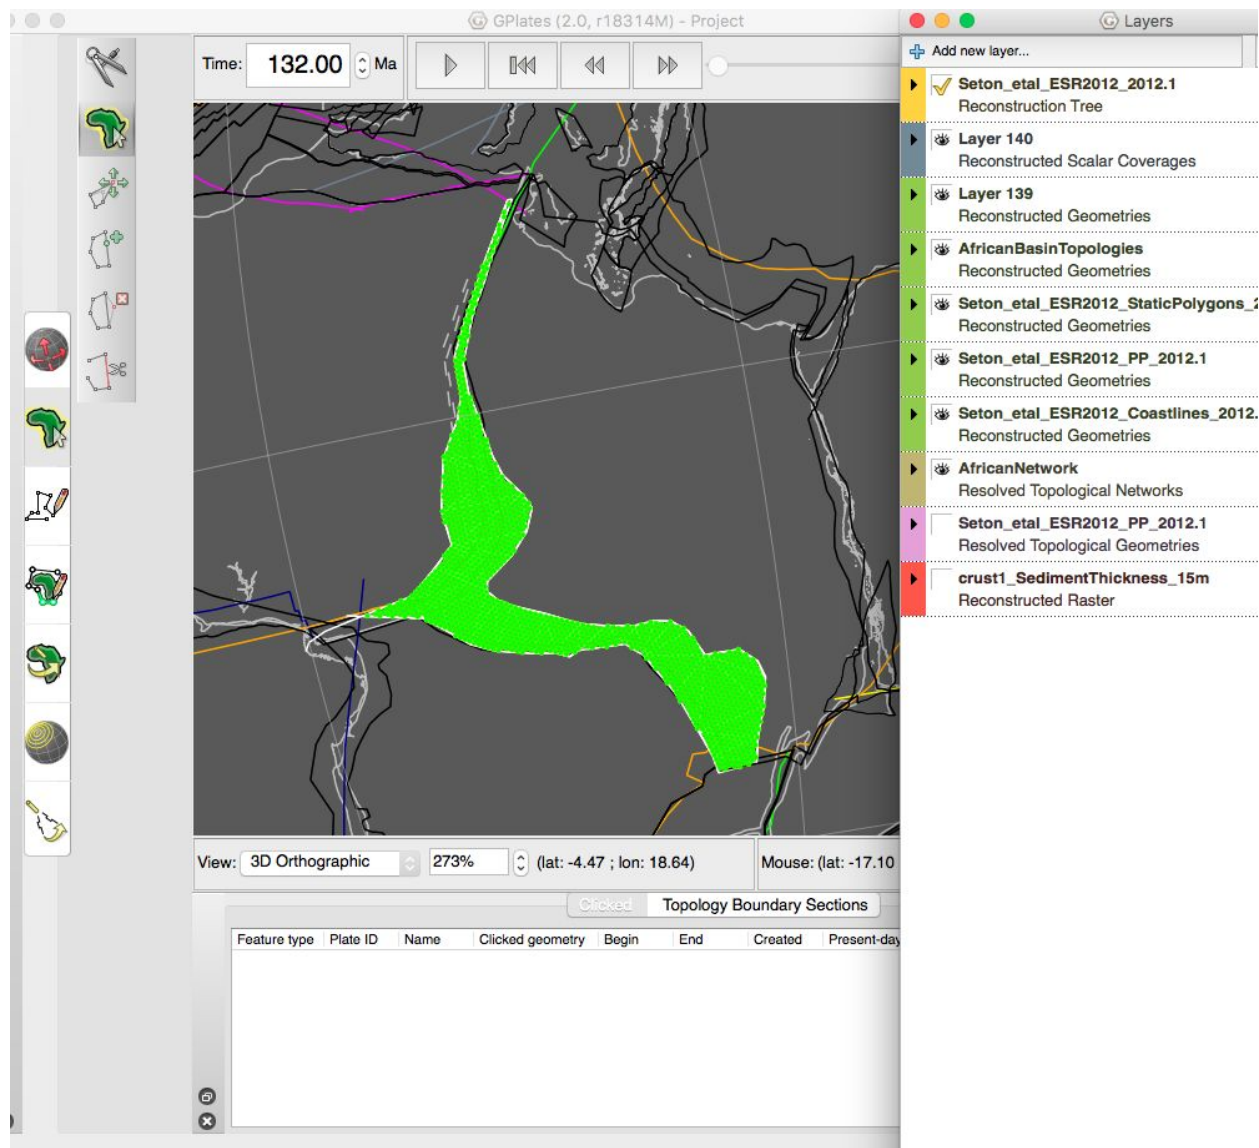 GPlates (2.0, r18314M) - Project
Layers
Time: 132.00 Ma
Add new layer...
Seton_etal_ESR2012_2012.1
Reconstruction Tree
Layer 140
Reconstructed Scalar Coverages
Layer 139
Reconstructed Geometries
AfricanBasinTopologies
Reconstructed Geometries
Seton_etal_ESR2012_StaticPolygons_2
Reconstructed Geometries
Seton_etal_ESR2012_PP_2012.1
Reconstructed Geometries
Seton_etal_ESR2012_Coastlines_2012.
Reconstructed Geometries
AfricanNetwork
Resolved Topological Networks
Seton_etal_ESR2012_PP_2012.1
Resolved Topological Geometries
crust1_SedimentThickness_15m
Reconstructed Raster
View: 3D Orthographic 273% (lat: -4.47 ; lon: 18.64) Mouse: (lat: -17.10
Clicked Topology Boundary Sections
Feature type Plate ID Name Clicked geometry Begin End Created Present-day